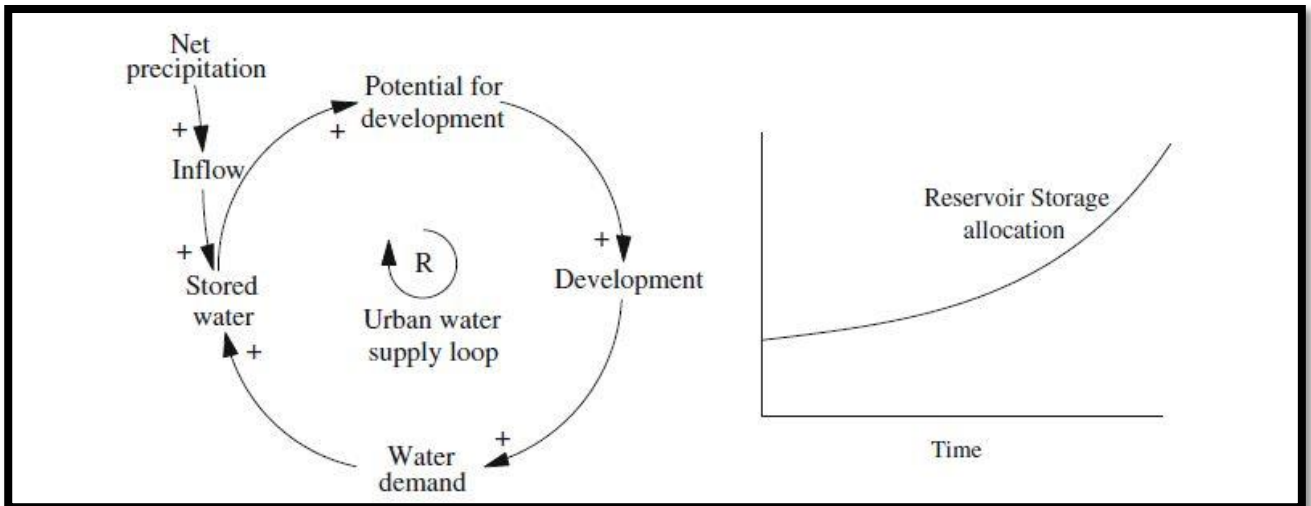 Net
precipitation
+
Inflow
+
Stored
water
+
Potential for
development
+
Development
+
Water
demand
+
R
Urban water
supply loop
Reservoir Storage
allocation
Time